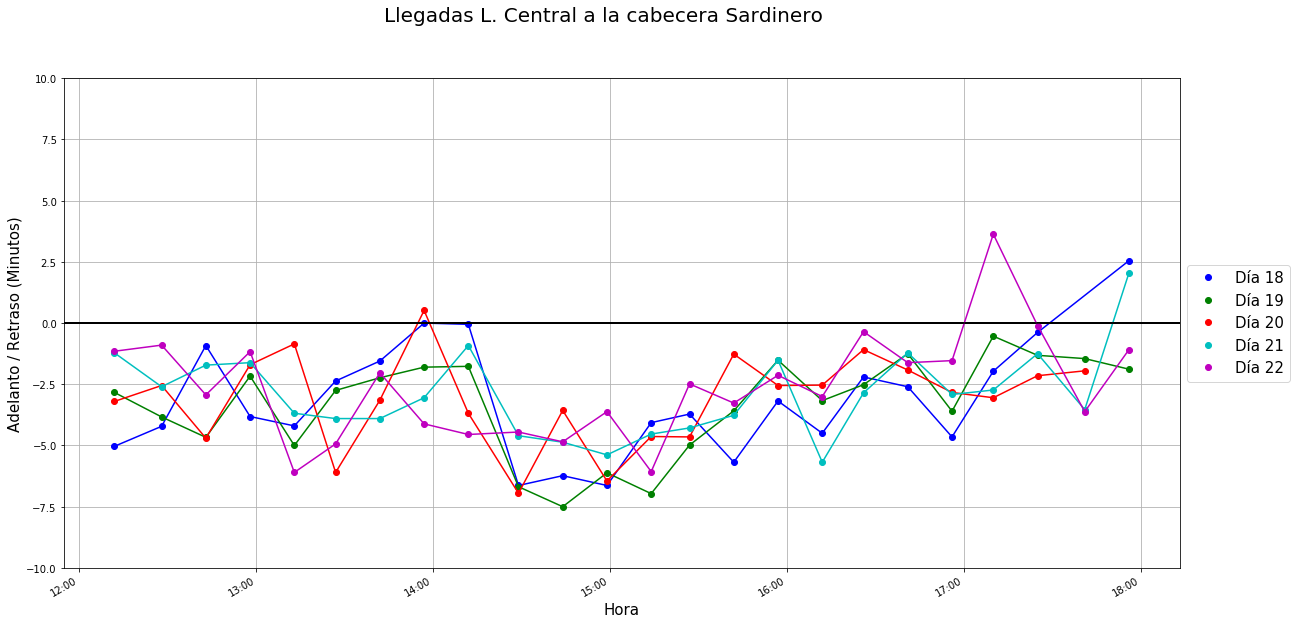 Llegadas L. Central a la cabecera Sardinero
Adelanto / Retraso (Minutos)
10.0
7.5
5.0
2.5
0.0
−2.5
−5.0
−7.5
−10.0
12:00
13:00
14:00
15:00
16:00
17:00
18:00
Hora
Día 18
Día 19
Día 20
Día 21
Día 22